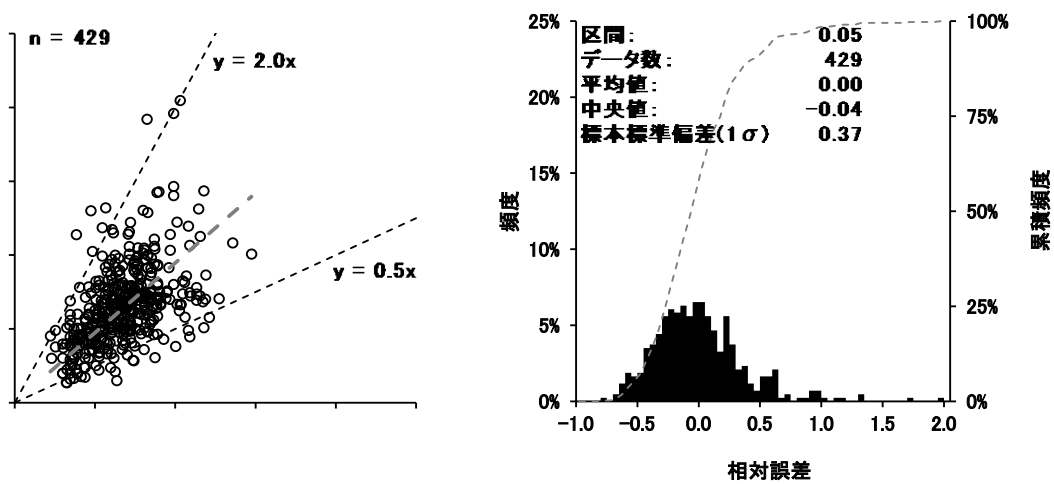 n = 429
y = 2.0x
y = 0.5x
25%
20%
15%
10%
5%
0%
頻度
区間: 0.05
データ数: 429
平均値: 0.00
中央値: -0.04
標本標準偏差(1σ) 0.37
100%
75%
50%
25%
0%
累積頻度
-1.0 -0.5 0.0 0.5 1.0 1.5 2.0
相対誤差